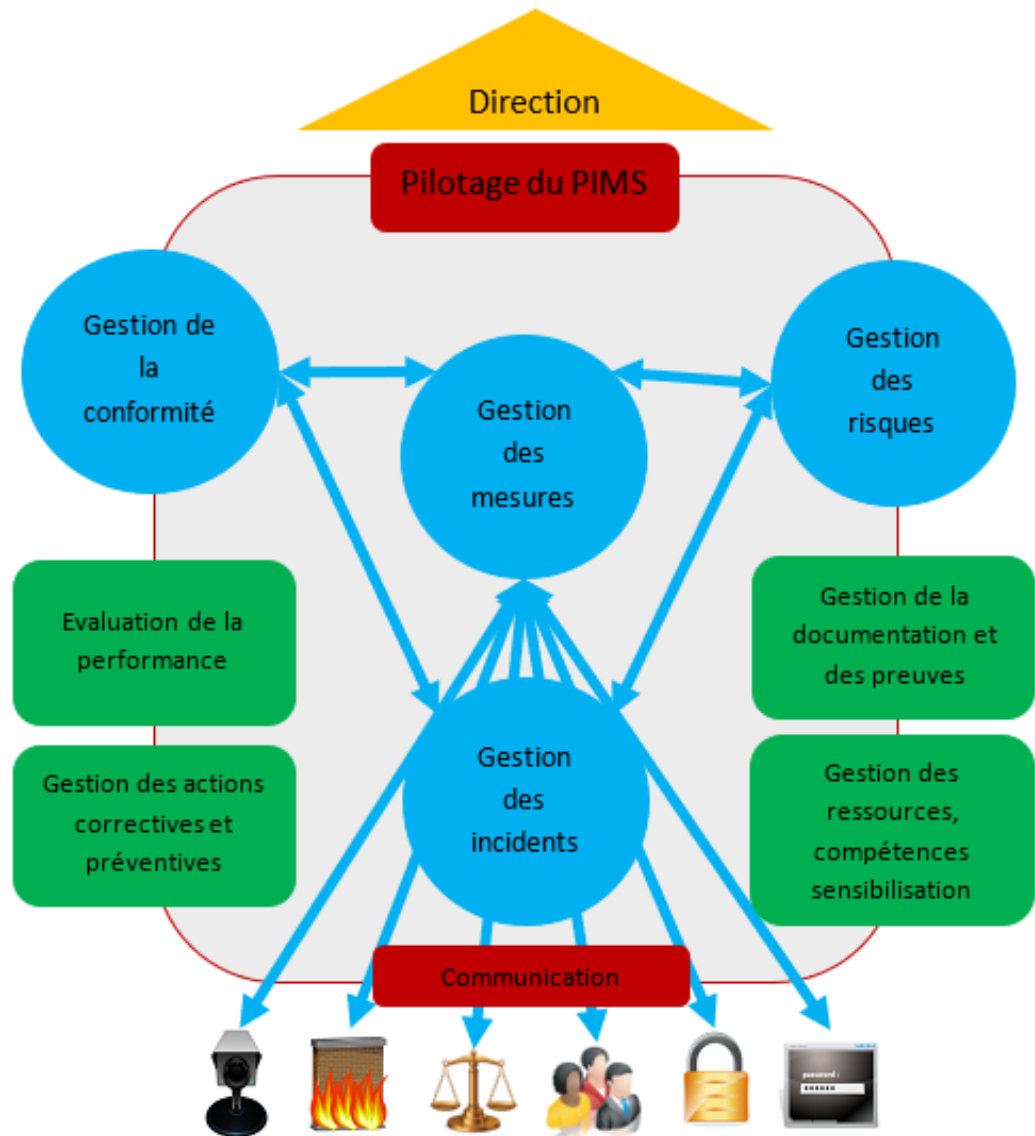 Direction
Pilotage du PIMS
Gestion de
la
conformité
Gestion
des
mesures
Gestion
des
risques
Evaluation de la
performance
Gestion de la
documentation et
des preuves
Gestion des actions
correctives et
préventives
Gestion
des
incidents
Gestion des
ressources,
compétences
sensibilisation
Communication
password :